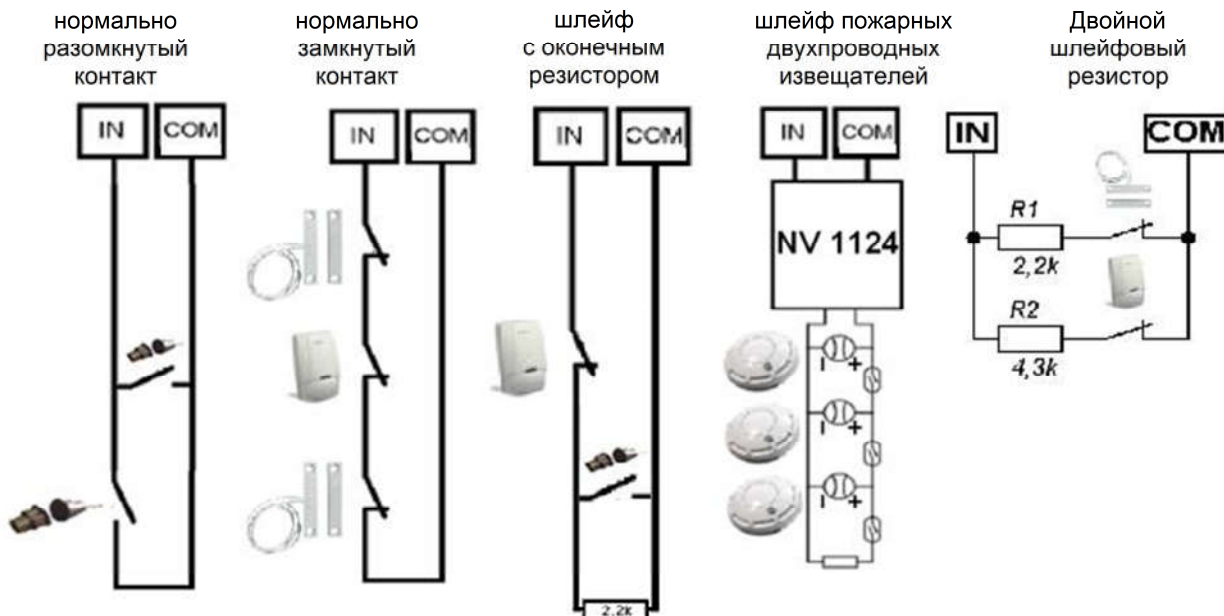 нормально
разомкнутый
контакт
нормально
замкнутый
контакт
шлейф
с оконечным
резистором
шлейф пожарных
двухпроводных
извещателей
Двойной
шлейфовый
резистор
IN COM
IN COM
IN COM
IN COM
IN COM
NV 1124
R1
2,2k
R2
4,3k
- +
- +
- +
2.2k